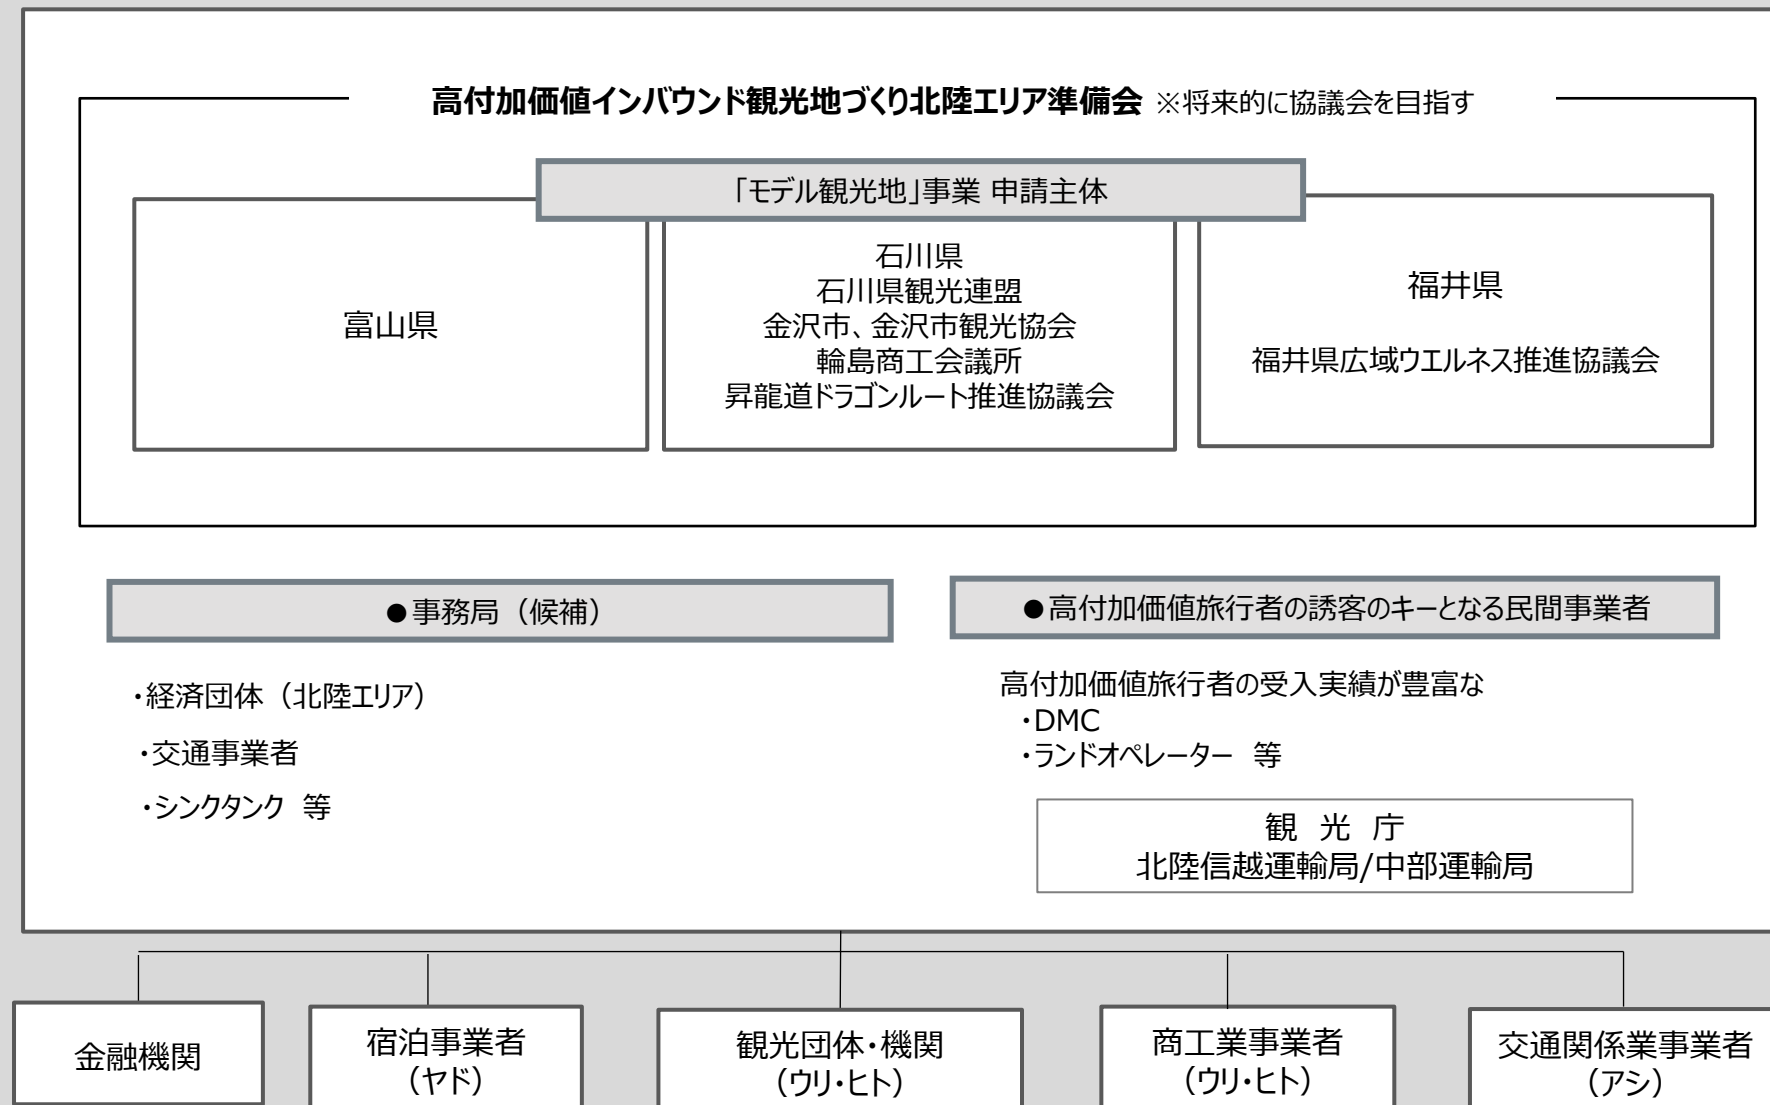 高付加価値インバウンド観光地づくり北陸エリア準備会 ※将来的に協議会を目指す
「モデル観光地」事業 申請主体
富山県
石川県
石川県観光連盟
金沢市、金沢市観光協会
輪島商工会議所
昇龍道ドラゴンルート推進協議会
福井県
福井県広域ウエルネス推進協議会
●事務局（候補）
・経済団体（北陸エリア）
・交通事業者
・シンクタンク 等
●高付加価値旅行者の誘客のキーとなる民間事業者
高付加価値旅行者の受入実績が豊富な
・DMC
・ランドオペレーター 等
観 光 庁
北陸信越運輸局/中部運輸局
金融機関
宿泊事業者
（ヤド）
観光団体・機関
（ウリ・ヒト）
商工業事業者
（ウリ・ヒト）
交通関係業事業者
（アシ）